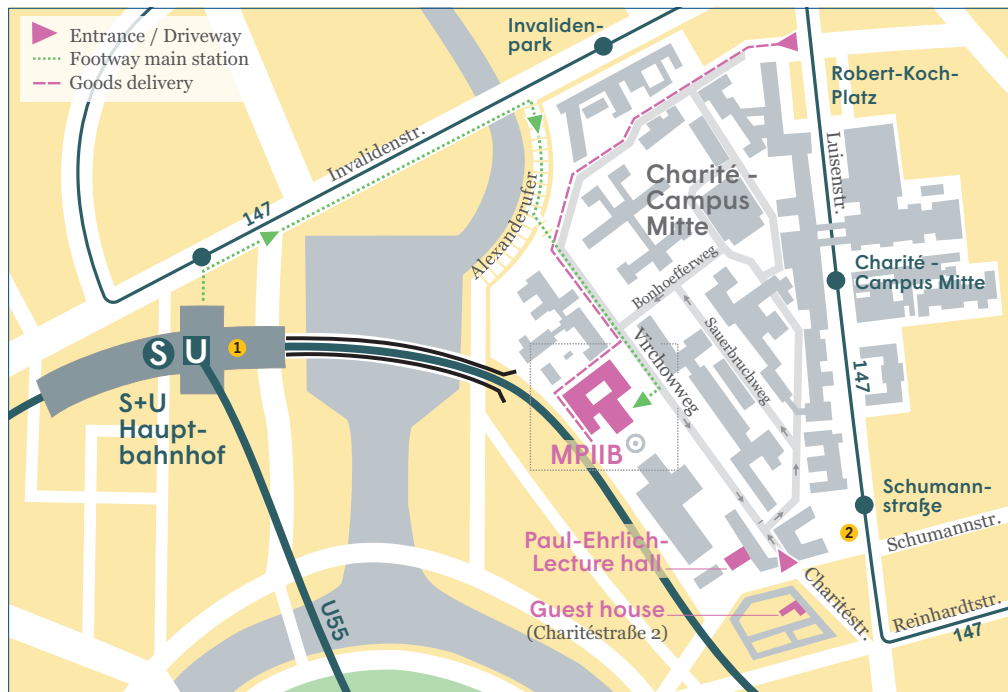 Entrance / Driveway
Footway main station
Goods delivery
Invaliden-
park
Robert-Koch-
Platz
Invalidenstr.
147
Alexanderufer
Charité -
Campus
Mitte
Luisenstr.
Bonhoefferweg
Charité -
Campus Mitte
Sauerbruchweg
Virchowweg
147
S
U
1
S+U
Haupt-
bahnhof
MPIIB
Schumann-
straße
2
Schumannstr.
Paul-Ehrlich-
Lecture hall
Guest house
(Charitéstraße 2)
Charitéstr.
Reinhardtstr.
147
U55